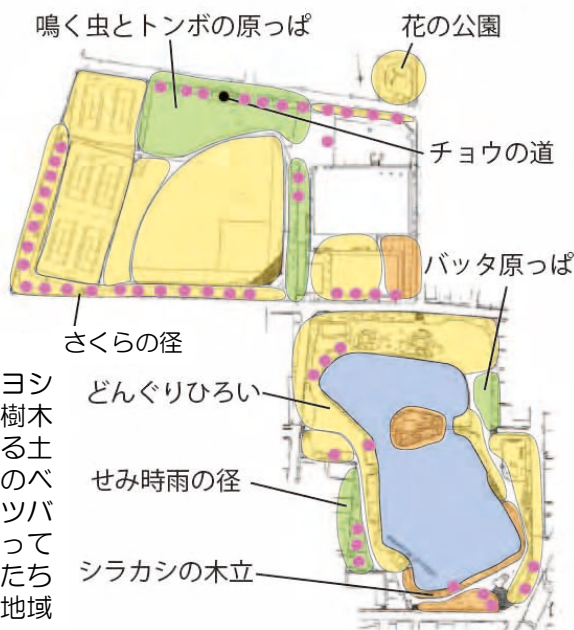 鳴く虫とトンボの原っぱ
花の公園
チョウの道
バッタ原っぱ
さくらの径
どんぐりひろい
せみ時雨の径
シラカシの木立
ヨシ
樹木
る土
のベ
ツバ
って
たち
地域